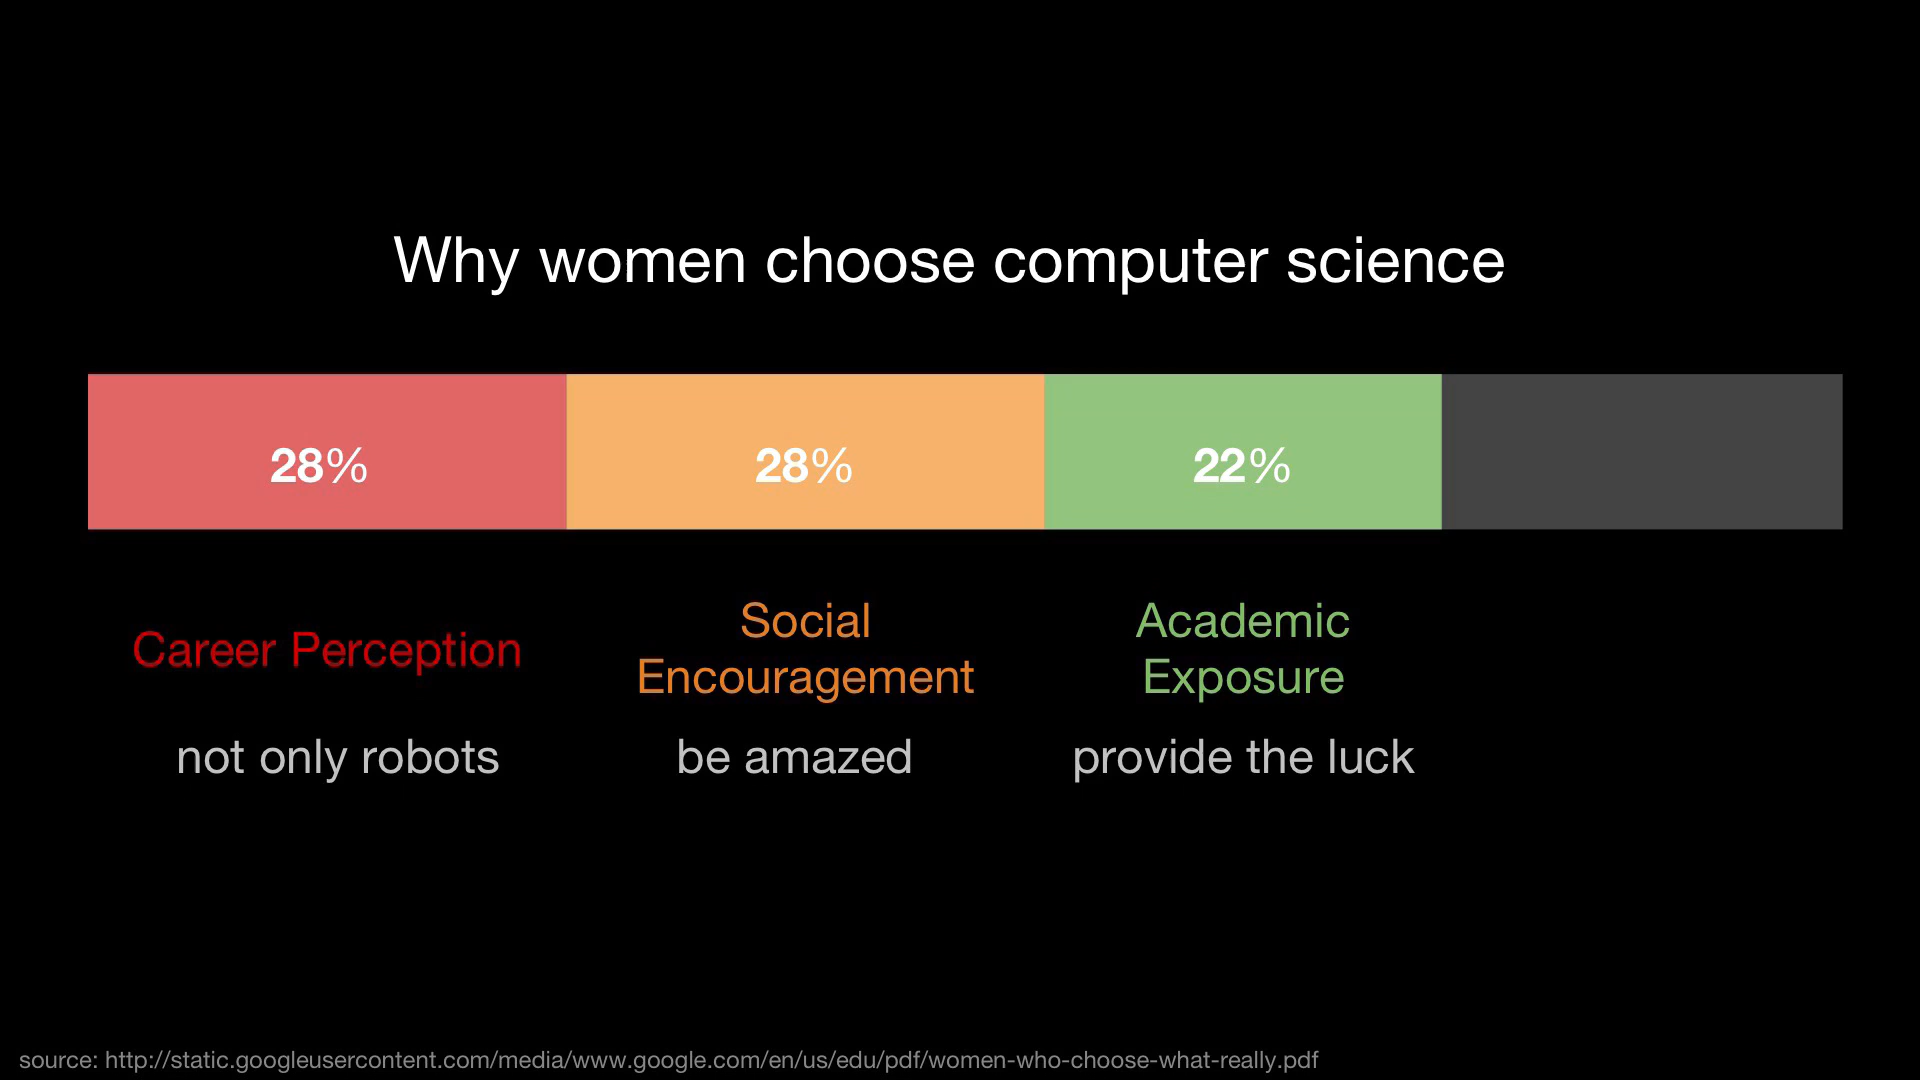 Why women choose computer science
28% 28% 22%
Career Perception
Social
Encouragement
Academic
Exposure
not only robots
be amazed
provide the luck
source: http://static.googleusercontent.com/media/www.google.com/en/us/edu/pdf/women-who-choose-what-really.pdf